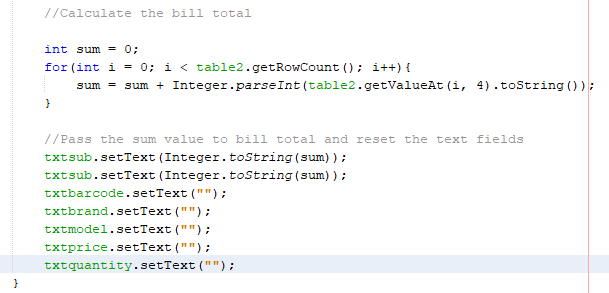 //Calculate the bill total
int sum = 0;
for(int i = 0; i < table2.getRowCount(); i++){
sum = sum + Integer.parseInt(table2.getValueAt(i, 4).toString());
}
//Pass the sum value to bill total and reset the text fields
txtsub.setText(Integer.toString(sum));
txtsub.setText(Integer.toString(sum));
txtbarcode.setText("");
txtbrand.setText("");
txtmodel.setText("");
txtprice.setText("");
txtquantity.setText("");
}